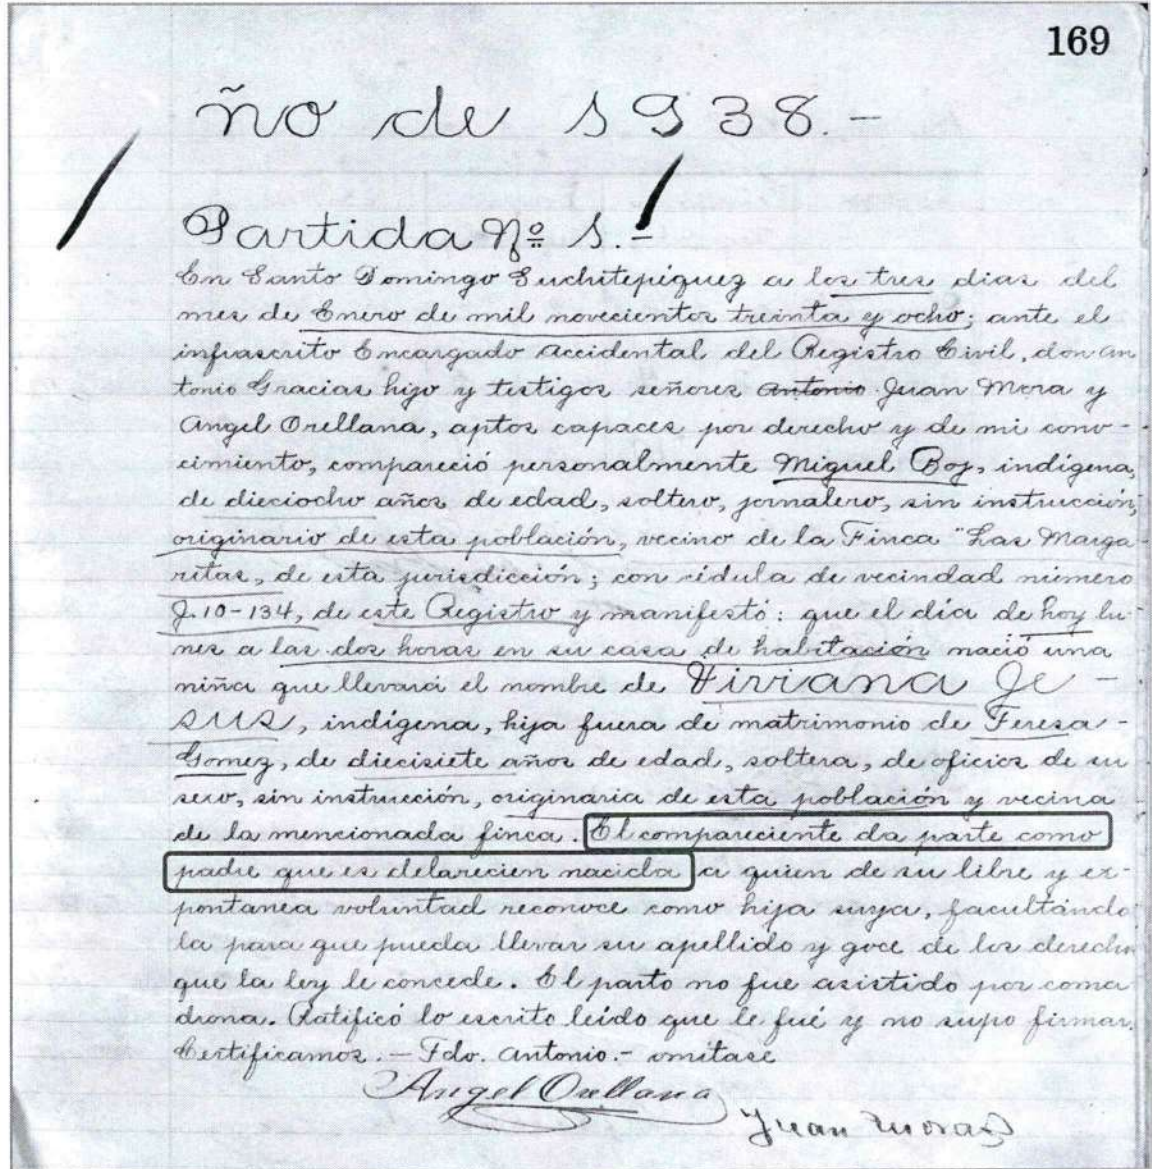 169
ño de 1938.-
Partida Nº 1.-
En Santo Domingo Suchitepéquez a los tres dias del
mes de Enero de mil novecientos treinta y ocho; ante el
infrascrito Encargado accidental del Registro Civil, don An
tonio Gracias hijo y testigos señores Antonio Juan Mora y
Angel Orellana, aptos capaces por derecho y de mi cono-
cimiento, compareció personalmente Miguel Boj, indígena,
de dieciocho años de edad, soltero, jornalero, sin instrucción,
originario de esta población, vecino de la Finca "Las Marga
ritas, de esta jurisdicción; con cédula de vecindad número
J.10-134, de este Registro y manifestó: que el día de hoy lu-
nes a las dos horas en su casa de habitación nació una
niña que llevará el nombre de Viviana Je-
sus, indígena, hija fuera de matrimonio de Teresa-
Gomez, de diecisiete años de edad, soltera, de oficios de su
sexo, sin instrucción, originaria de esta población y vecina
de la mencionada finca. El compareciente da parte como
padre que es delarecien nacida a quien de su libre y ex-
pontanea voluntad reconoce como hija suya, facultándo
la para que pueda llevar su apellido y goce de los derechos
que la ley le concede. El parto no fue asistido por coma
drona. Ratificó lo escrito leído que le fué y no supo firmar.
Certificamos.- Fdo. Antonio.- omitase
Angel Orellana
Juan Mora